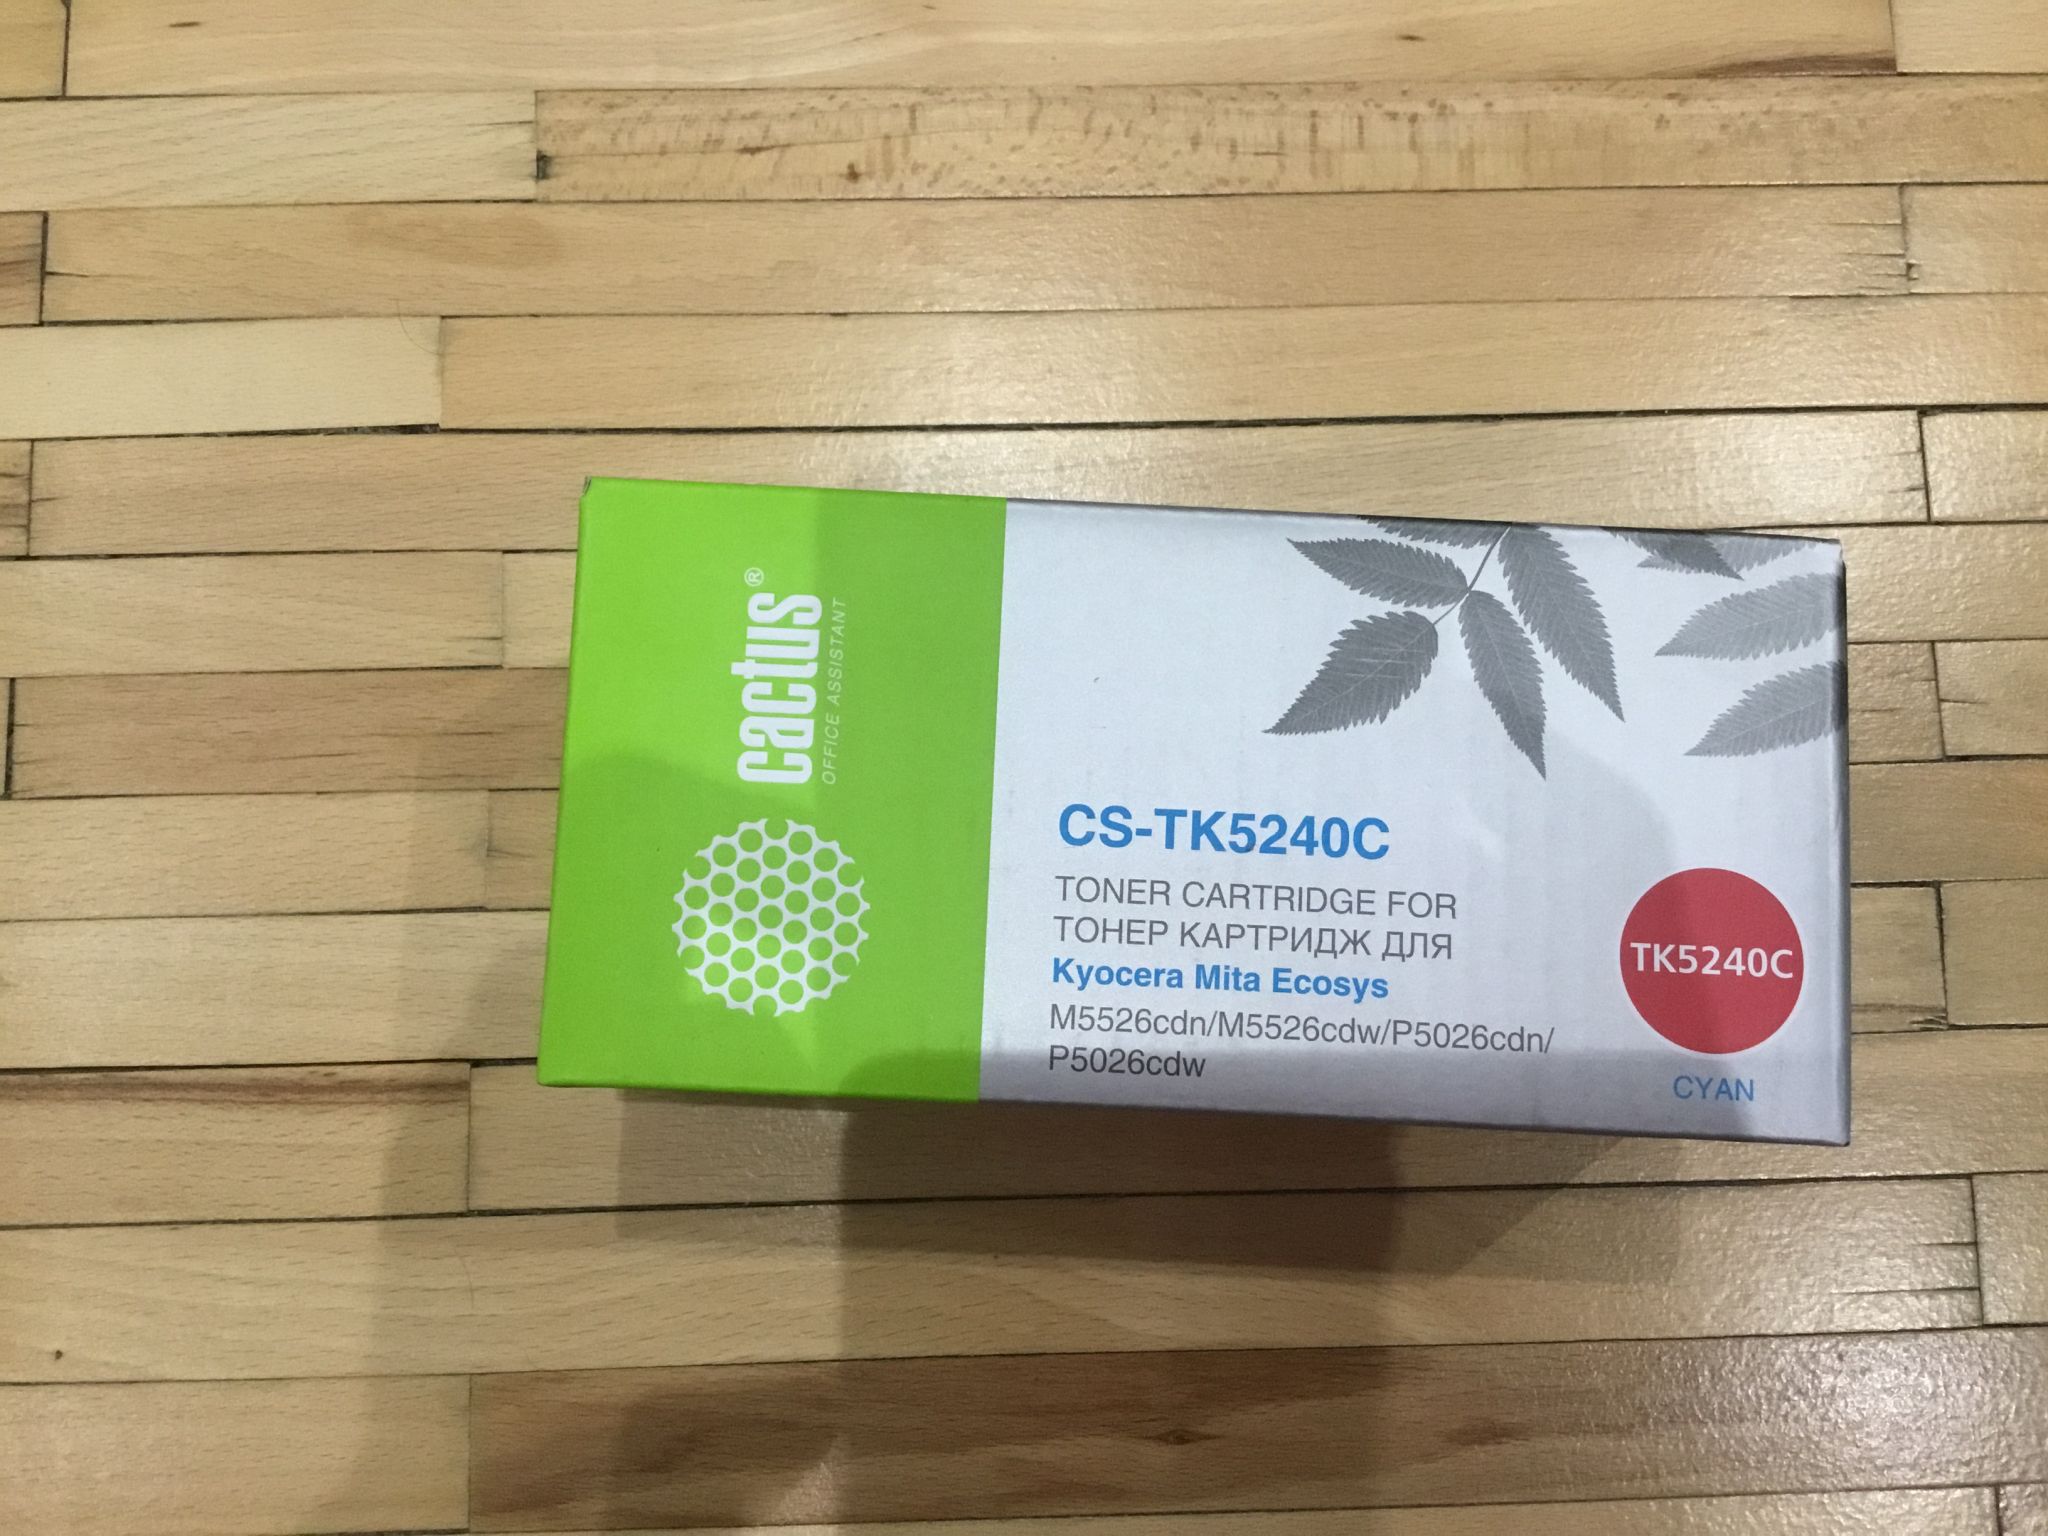 cactus®
OFFICE ASSISTANT
CS-TK5240C
TONER CARTRIDGE FOR
ТОНЕР КАРТРИДЖ ДЛЯ
Kyocera Mita Ecosys
M5526cdn/M5526cdw/P5026cdn/
P5026cdw
TK5240C
CYAN